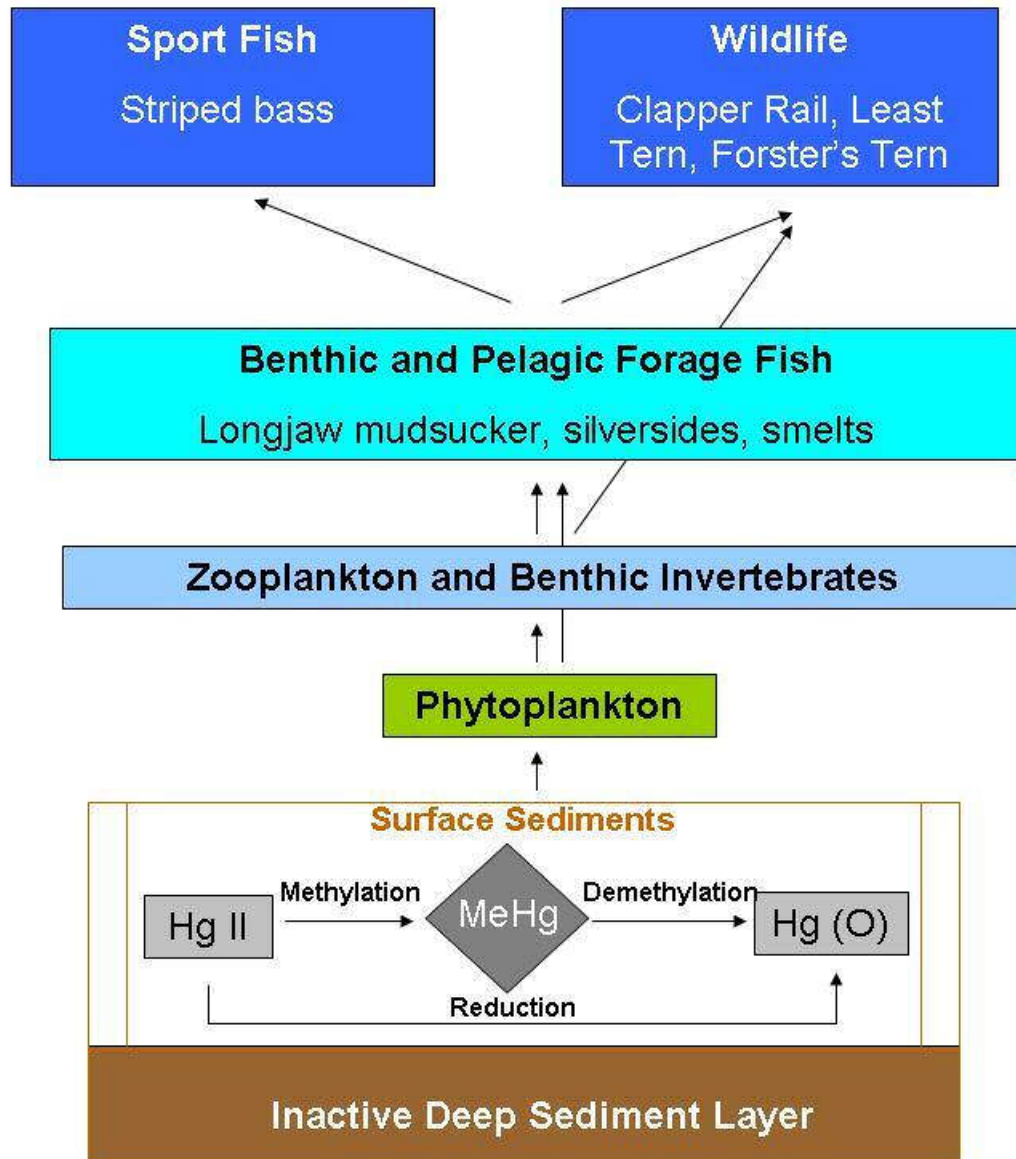 Sport Fish
Striped bass
Wildlife
Clapper Rail, Least
Tern, Forster's Tern
Benthic and Pelagic Forage Fish
Longjaw mudsucker, silversides, smelts
Zooplankton and Benthic Invertebrates
Phytoplankton
Surface Sediments
Hg II
Methylation
MeHg
Demethylation
Hg (O)
Reduction
Inactive Deep Sediment Layer